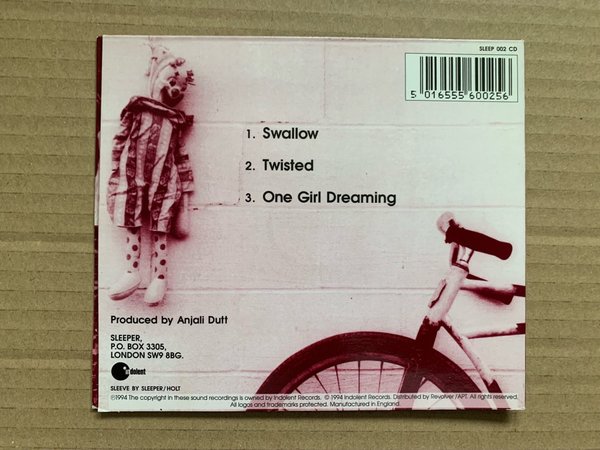 SLEEP 002 CD
5 016555 600256
1. Swallow
2. Twisted
3. One Girl Dreaming
Produced by Anjali Dutt
SLEEPER,
P.O. BOX 3305,
LONDON SW9 8BG.
indolent
SLEEVE BY SLEEPER/HOLT
℗1994 The copyright in these sound recordings is owned by Indolent Records. © 1994 Indolent Records. Distributed by Revolver/APT. All rights reserved.
All logos and trademarks protected. Manufactured in England.